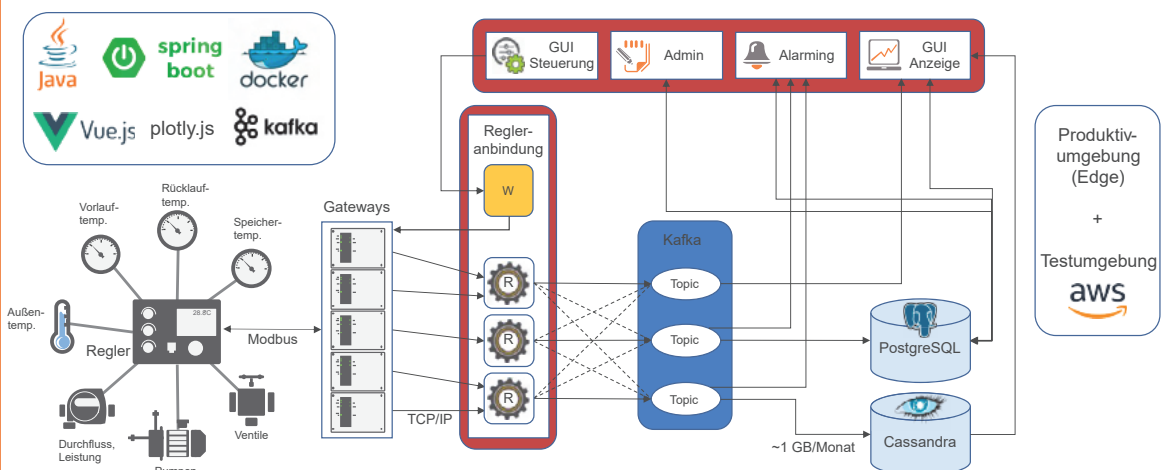 Java
spring
boot
docker
Vue.js
plotly.js
kafka
GUI
Steuerung
Admin
Alarming
GUI
Anzeige
Regler-
anbindung
W
R
R
R
Gateways
Kafka
Topic
Topic
Topic
Produktiv-
umgebung
(Edge)
+
Testumgebung
aws
Rücklauf-
temp.
Vorlauf-
temp.
Speicher-
temp.
Außen-
temp.
28.8°C
Regler
Modbus
TCP/IP
Durchfluss,
Leistung
Pumpen
Ventile
PostgreSQL
Cassandra
~1 GB/Monat